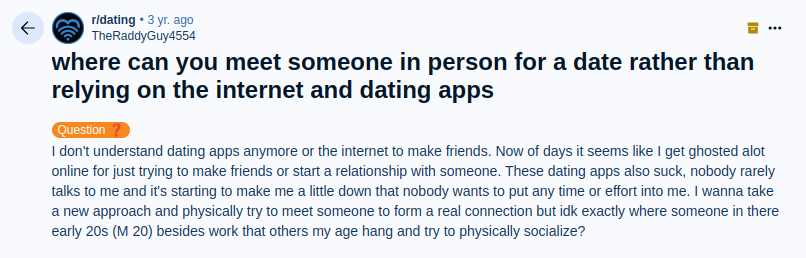 r/dating • 3 yr. ago
TheRaddyGuy4554
where can you meet someone in person for a date rather than
relying on the internet and dating apps
Question ❓
I don't understand dating apps anymore or the internet to make friends. Now of days it seems like I get ghosted alot
online for just trying to make friends or start a relationship with someone. These dating apps also suck, nobody rarely
talks to me and it's starting to make me a little down that nobody wants to put any time or effort into me. I wanna take
a new approach and physically try to meet someone to form a real connection but idk exactly where someone in there
early 20s (M 20) besides work that others my age hang and try to physically socialize?